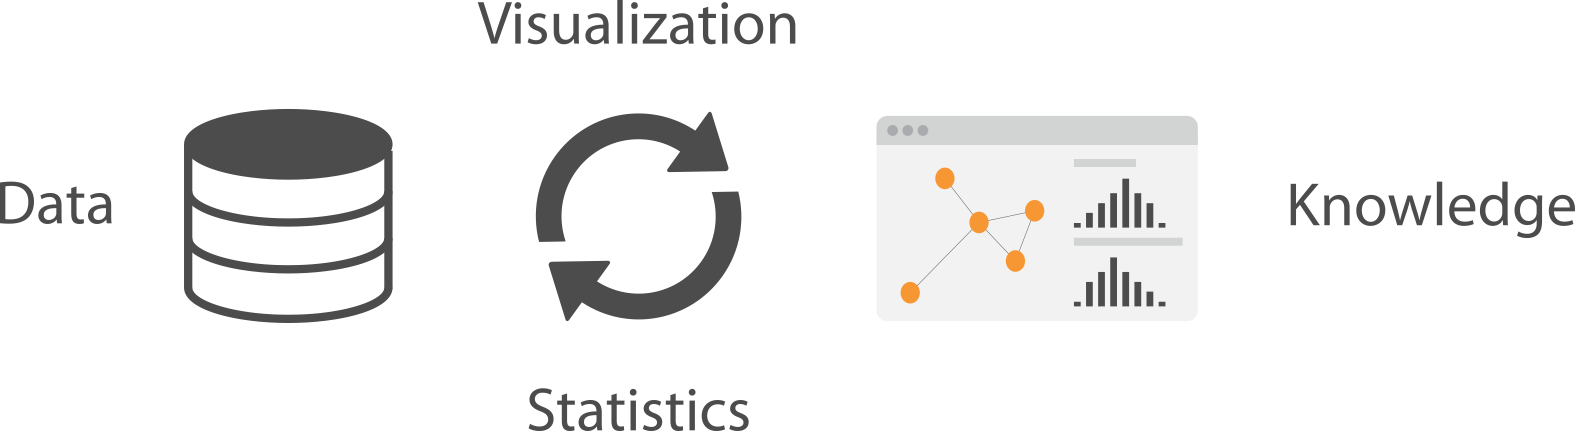 Visualization
Data
Knowledge
Statistics